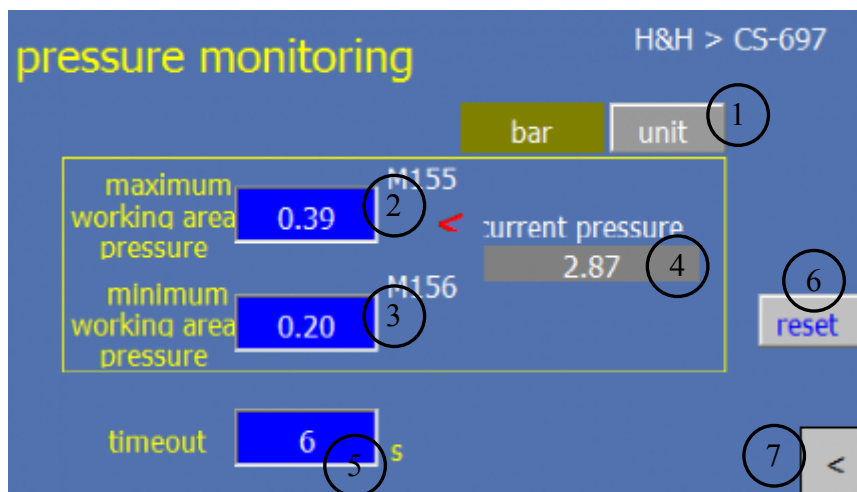 pressure monitoring
H&H > CS-697
bar
unit
1
maximum
working area
pressure
0.39
2
M155
<
current pressure
2.87
4
minimum
working area
pressure
0.20
3
M156
6
reset
timeout
6
5
s
7
<